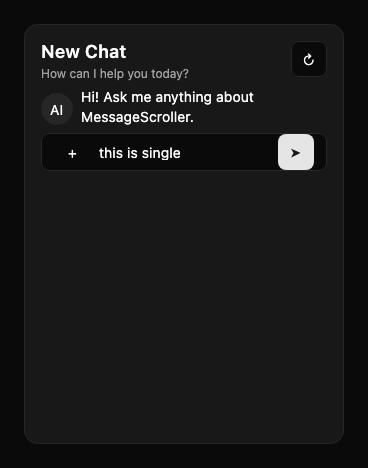 New Chat
How can I help you today?
AI
Hi! Ask me anything about
MessageScroller.
+ this is single